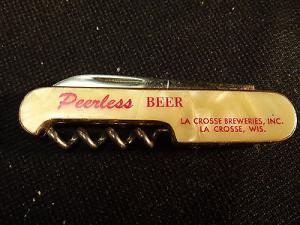 Peerless BEER
LA CROSSE BREWERIES, INC.
LA CROSSE, WIS.